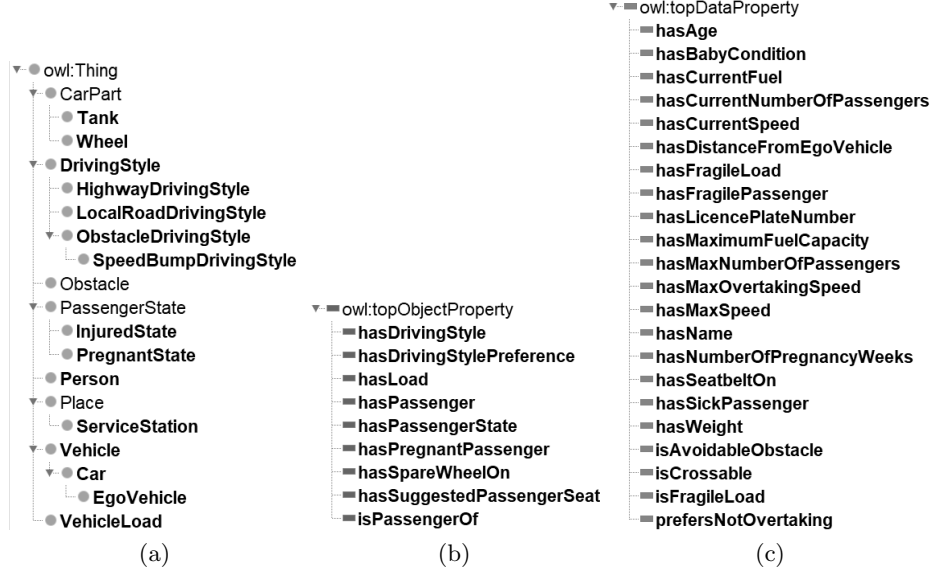 owl:Thing
CarPart
Tank
Wheel
DrivingStyle
HighwayDrivingStyle
LocalRoadDrivingStyle
ObstacleDrivingStyle
SpeedBumpDrivingStyle
Obstacle
PassengerState
InjuredState
PregnantState
Person
Place
ServiceStation
Vehicle
Car
EgoVehicle
VehicleLoad
(a)
owl:topObjectProperty
hasDrivingStyle
hasDrivingStylePreference
hasLoad
hasPassenger
hasPassengerState
hasPregnantPassenger
hasSpareWheelOn
hasSuggestedPassengerSeat
isPassengerOf
(b)
owl:topDataProperty
hasAge
hasBabyCondition
hasCurrentFuel
hasCurrentNumberOfPassengers
hasCurrentSpeed
hasDistanceFromEgoVehicle
hasFragileLoad
hasFragilePassenger
hasLicencePlateNumber
hasMaximumFuelCapacity
hasMaxNumberOfPassengers
hasMaxOvertakingSpeed
hasMaxSpeed
hasName
hasNumberOfPregnancyWeeks
hasSeatbeltOn
hasSickPassenger
hasWeight
isAvoidableObstacle
isCrossable
isFragileLoad
prefersNotOvertaking
(c)